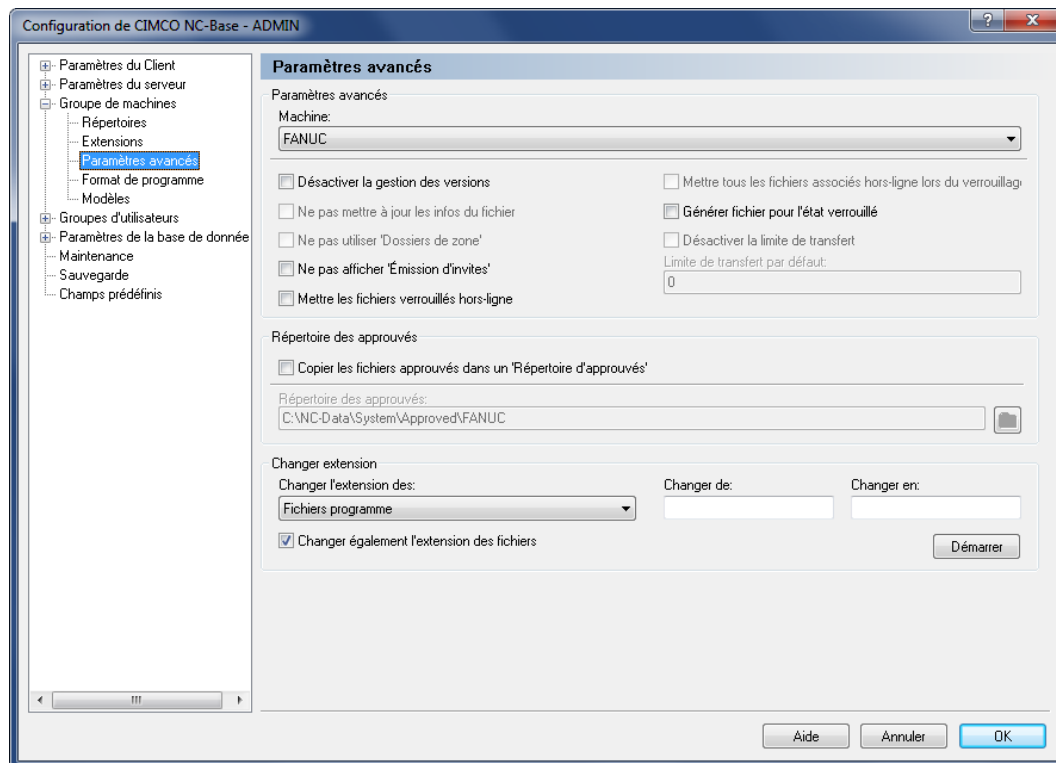 Configuration de CIMCO NC-Base - ADMIN
Paramètres du Client
Paramètres du serveur
Groupe de machines
Répertoires
Extensions
Paramètres avancés
Format de programme
Modèles
Groupes d'utilisateurs
Paramètres de la base de donnée
Maintenance
Sauvegarde
Champs prédéfinis
Paramètres avancés
Paramètres avancés
Machine:
FANUC
Désactiver la gestion des versions
Ne pas mettre à jour les infos du fichier
Ne pas utiliser 'Dossiers de zone'
Ne pas afficher 'Émission d'invites'
Mettre les fichiers verrouillés hors-ligne
Mettre tous les fichiers associés hors-ligne lors du verrouillag
Générer fichier pour l'état verrouillé
Désactiver la limite de transfert
Limite de transfert par défaut:
0
Répertoire des approuvés
Copier les fichiers approuvés dans un 'Répertoire d'approuvés'
Répertoire des approuvés:
C:\NC-Data\System\Approved\FANUC
Changer extension
Changer l'extension des:
Fichiers programme
Changer de:
Changer en:
Changer également l'extension des fichiers
Démarrer
Aide
Annuler
OK